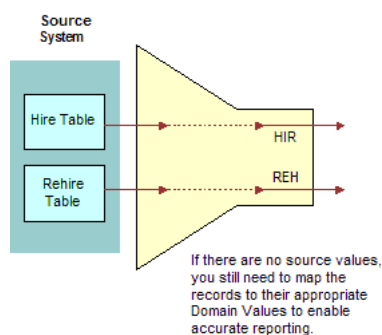 Source
System
Hire Table
HIR
Rehire
Table
REH
If there are no source values,
you still need to map the
records to their appropriate
Domain Values to enable
accurate reporting.